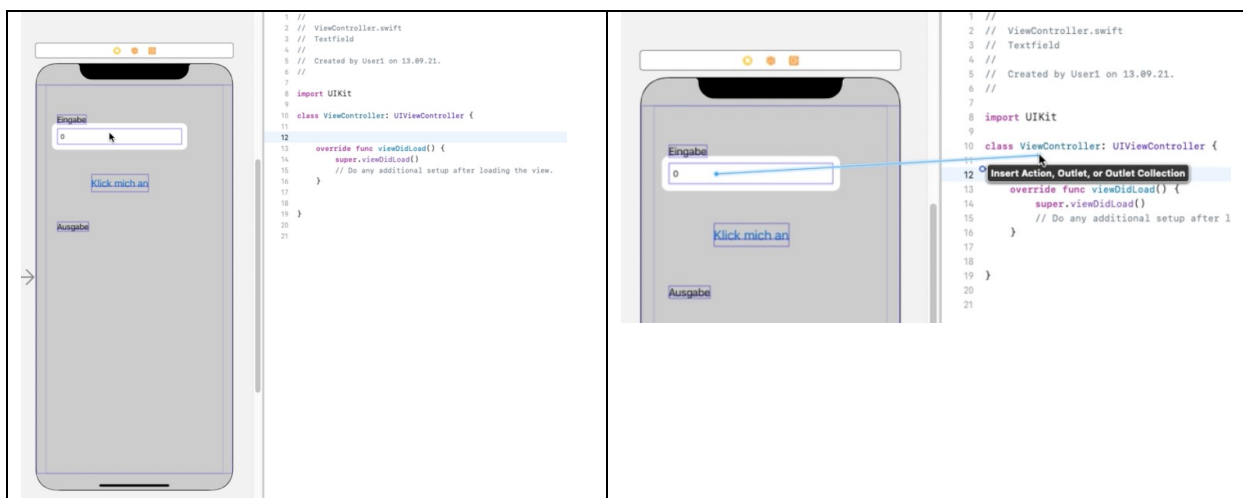 Eingabe
0
Klick mich an
Ausgabe
1 //
2 // ViewController.swift
3 // Textfield
4 //
5 // Created by User1 on 13.09.21.
6 //
7
8 import UIKit
9
10 class ViewController: UIViewController {
11
12
13 override func viewDidLoad() {
14 super.viewDidLoad()
15 // Do any additional setup after loading the view.
16 }
17
18
19 }
20
21
Eingabe
0
Klick mich an
Ausgabe
1 //
2 // ViewController.swift
3 // Textfield
4 //
5 // Created by User1 on 13.09.21.
6 //
7
8 import UIKit
9
10 class ViewController: UIViewController {
11
12 Insert Action, Outlet, or Outlet Collection
13 override func viewDidLoad() {
14 super.viewDidLoad()
15 // Do any additional setup after l
16 }
17
18
19 }
20
21